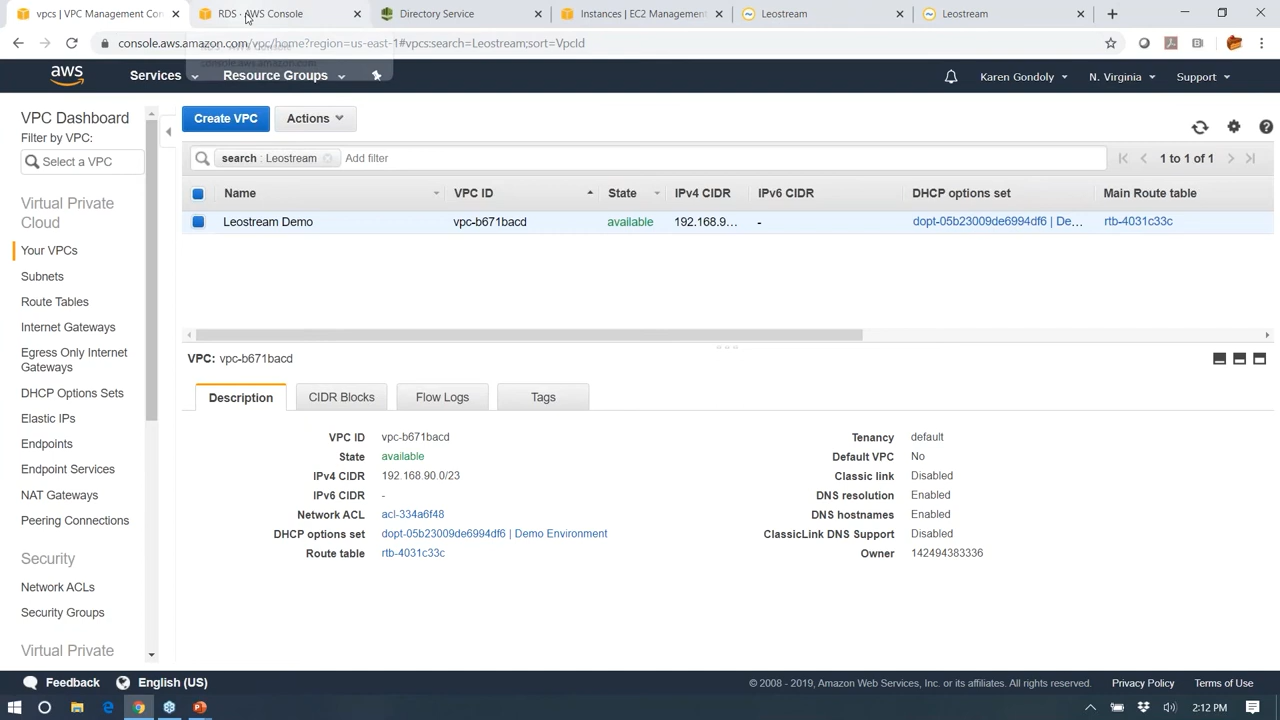 vpcs | VPC Management Con
RDS · AWS Console
Directory Service
Instances | EC2 Management
Leostream
Leostream
console.aws.amazon.com/vpc/home?region=us-east-1#vpcs:search=Leostream;sort=VpcId
aws
Services
Resource Groups
Karen Gondoly
N. Virginia
Support
VPC Dashboard
Filter by VPC:
Select a VPC
Virtual Private
Cloud
Your VPCs
Subnets
Route Tables
Internet Gateways
Egress Only Internet
Gateways
DHCP Options Sets
Elastic IPs
Endpoints
Endpoint Services
NAT Gateways
Peering Connections
Security
Network ACLs
Security Groups
Virtual Private
Create VPC
Actions
search : Leostream
Add filter
1 to 1 of 1
Name
VPC ID
State
IPv4 CIDR
IPv6 CIDR
DHCP options set
Main Route table
Leostream Demo
vpc-b671bacd
available
192.168.9...
-
dopt-05b23009de6994df6 | De...
rtb-4031c33c
VPC: vpc-b671bacd
Description
CIDR Blocks
Flow Logs
Tags
VPC ID vpc-b671bacd
State available
IPv4 CIDR 192.168.90.0/23
IPv6 CIDR -
Network ACL acl-334a6f48
DHCP options set dopt-05b23009de6994df6 | Demo Environment
Route table rtb-4031c33c
Tenancy default
Default VPC No
Classic link Disabled
DNS resolution Enabled
DNS hostnames Enabled
ClassicLink DNS Support Disabled
Owner 142494383336
Feedback
English (US)
© 2008 - 2019, Amazon Web Services, Inc. or its affiliates. All rights reserved.
Privacy Policy
Terms of Use
2:12 PM